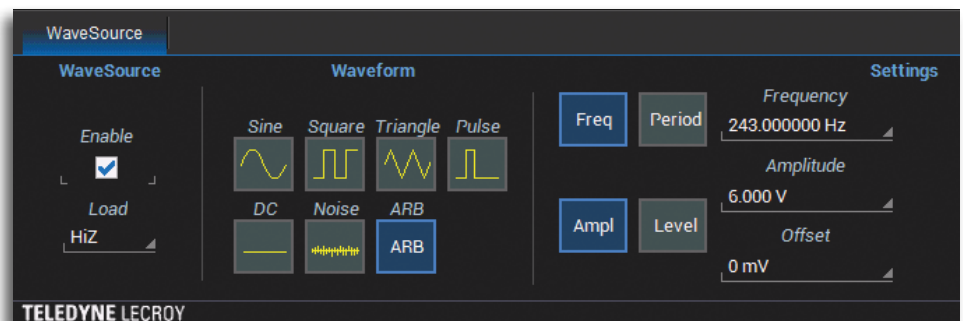 WaveSource
WaveSource
Waveform
Settings
Enable
Load
HiZ
Sine Square Triangle Pulse
DC Noise ARB
ARB
Freq Period
Frequency
243.000000 Hz
Amplitude
6.000 V
Ampl Level
Offset
0 mV
TELEDYNE LECROY